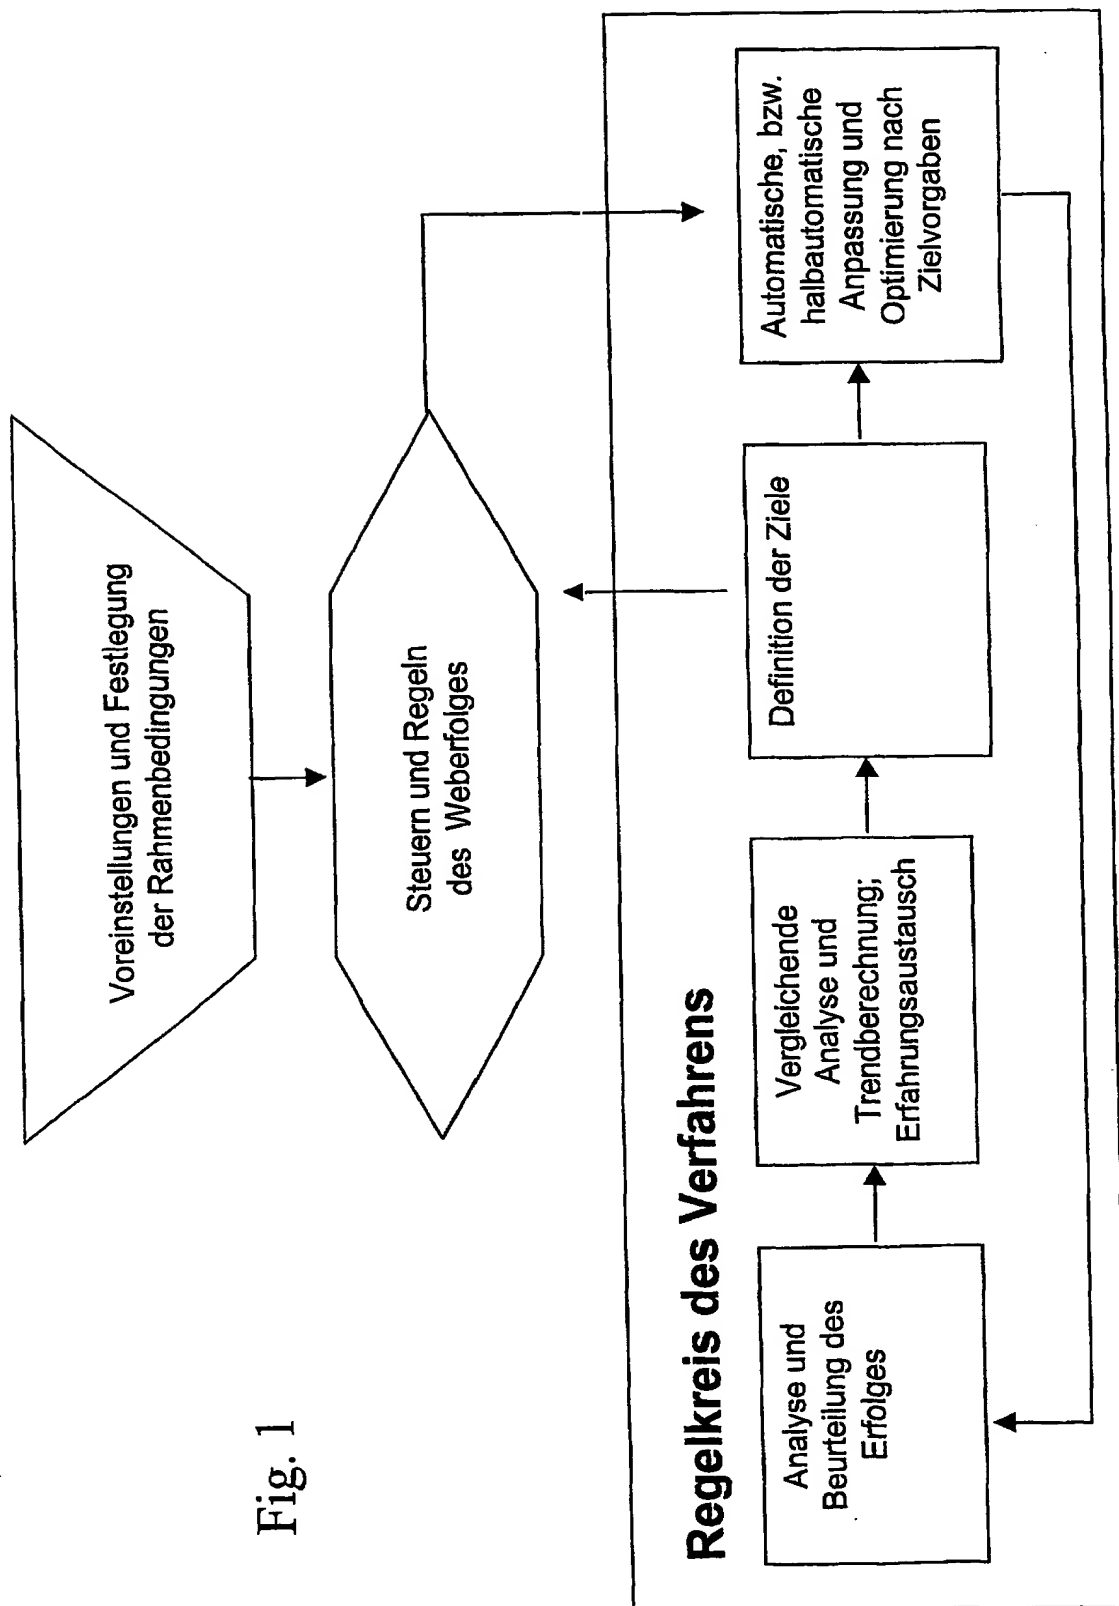 Fig. 1
Voreinstellungen und Festlegung
der Rahmenbedingungen
Steuern und Regeln
des Weberfolges
Regelkreis des Verfahrens
Analyse und
Beurteilung des
Erfolges
Vergleichende
Analyse und
Trendberechnung;
Erfahrungsaustausch
Definition der Ziele
Automatische, bzw.
halbautomatische
Anpassung und
Optimierung nach
Zielvorgaben